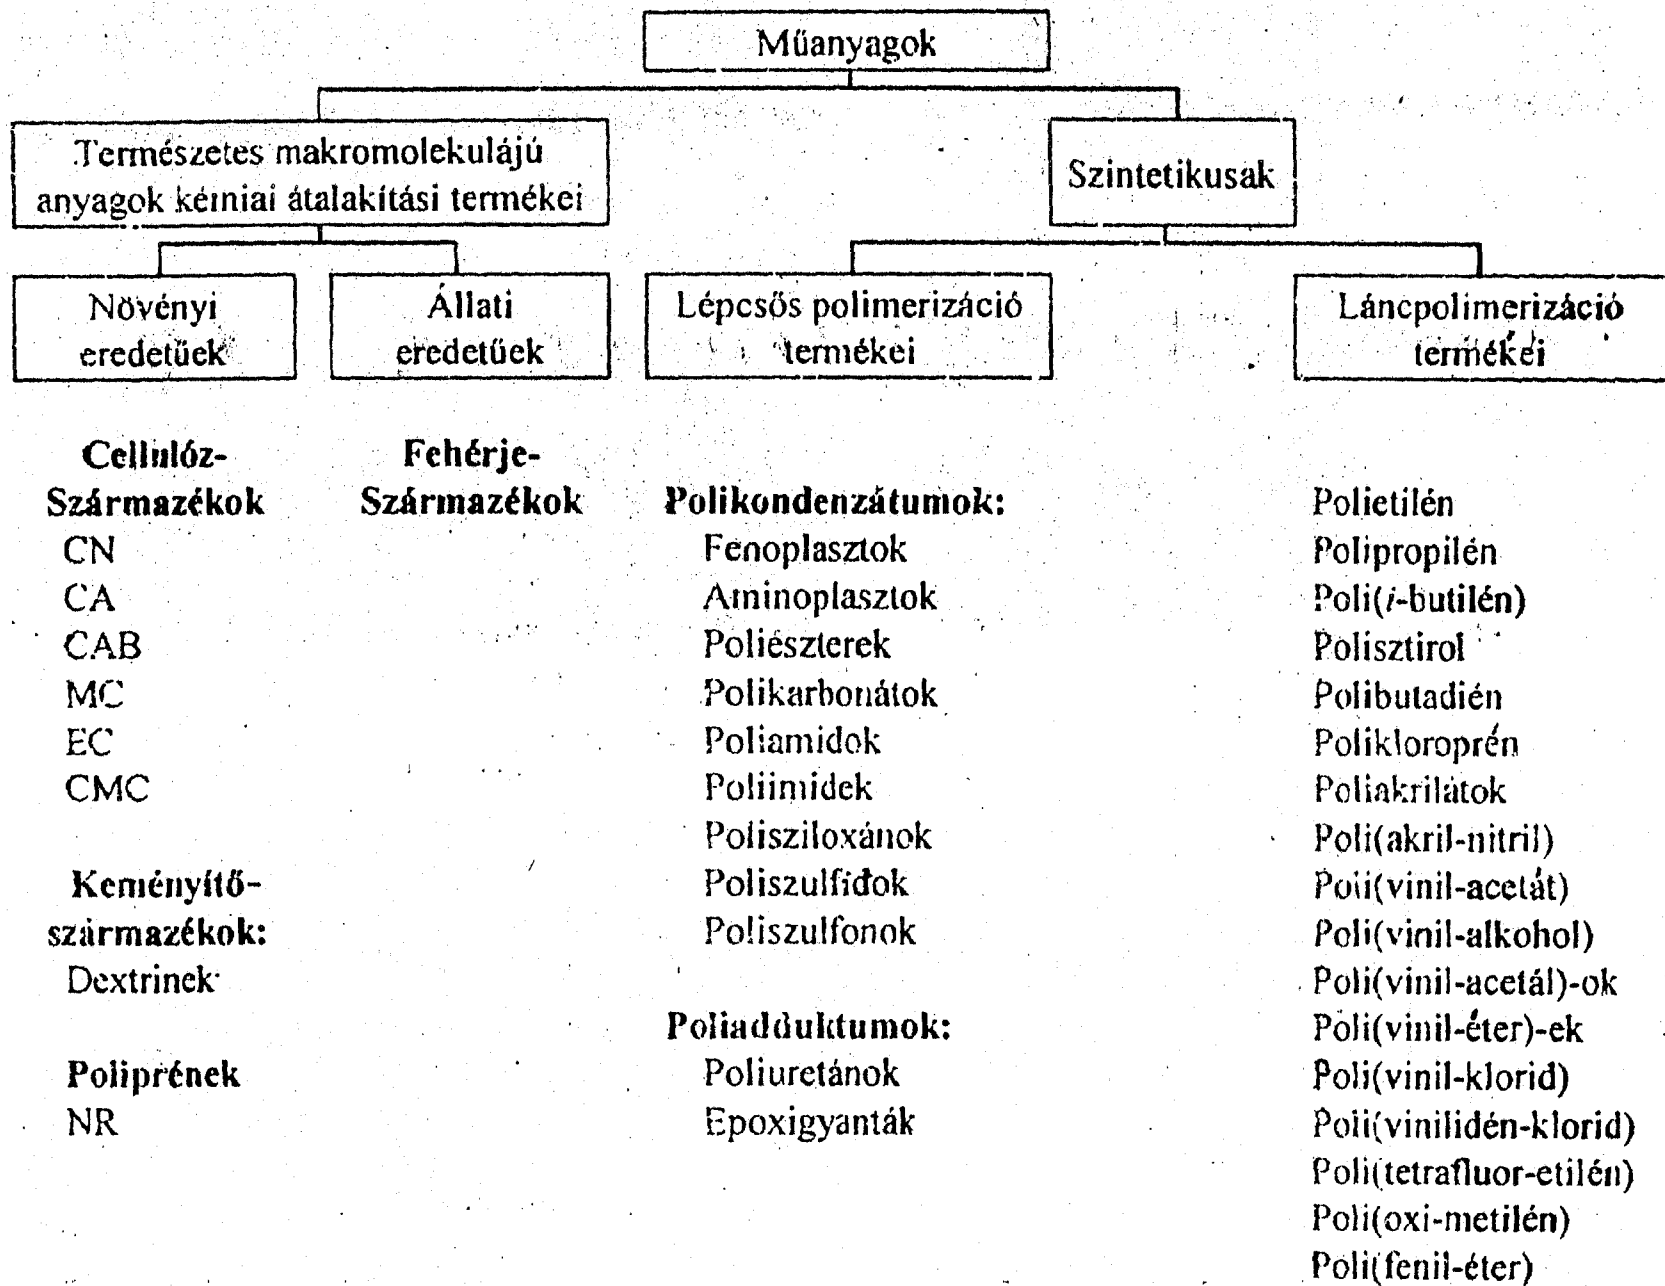 Műanyagok
Természetes makromolekulájú
anyagok kémiai átalakítási termékei
Szintetikusak
Növényi
eredetűek
Állati
eredetűek
Lépcsős polimerizáció
termékei
Láncpolimerizáció
termékei
Cellulóz-
Származékok
CN
CA
CAB
MC
EC
CMC
Keményítő-
származékok:
Dextrinek
Poliprének
NR
Fehérje-
Származékok
Polikondenzátumok:
Fenoplasztok
Aminoplasztok
Poliészterek
Polikarbonátok
Poliamidok
Poliimidek
Polisziloxánok
Poliszulfidok
Poliszulfonok
Poliadduktumok:
Poliuretánok
Epoxigyanták
Polietilén
Polipropilén
Poli(i-butilén)
Polisztirol
Polibutadién
Polikloroprén
Poliakrilátok
Poli(akril-nitril)
Poli(vinil-acetát)
Poli(vinil-alkohol)
Poli(vinil-acetál)-ok
Poli(vinil-éter)-ek
Poli(vinil-klorid)
Poli(vinilidén-klorid)
Poli(tetrafluor-etilén)
Poli(oxi-metilén)
Poli(fenil-éter)